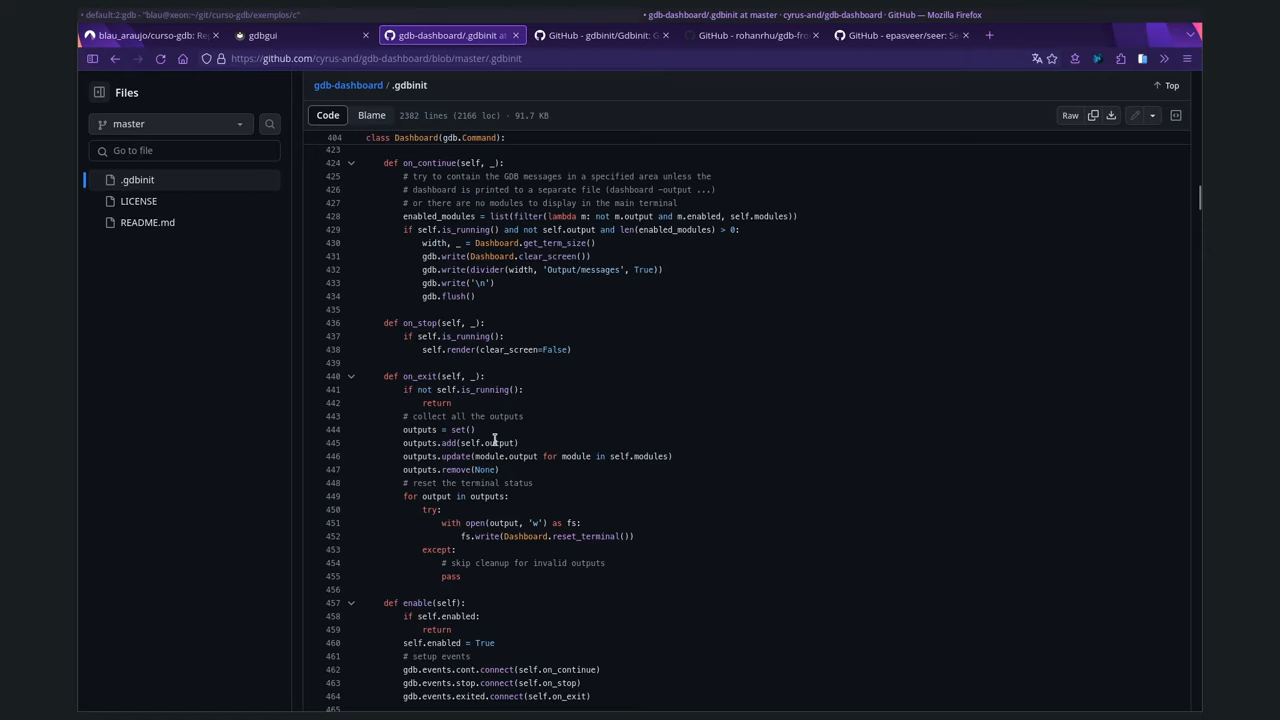 • default:2:gdb - "blau@xeon:~/git/curso-gdb/exemplos/c"
• gdb-dashboard/.gdbinit at master · cyrus-and/gdb-dashboard · GitHub — Mozilla Firefox
blau_araujo/curso-gdb: Re
gdbgui
gdb-dashboard/.gdbinit at
GitHub - gdbinit/Gdbinit: G
GitHub - rohanrhu/gdb-fro
GitHub - epasveer/seer: Se
https://github.com/cyrus-and/gdb-dashboard/blob/master/.gdbinit
Files
master
Go to file
.gdbinit
LICENSE
README.md
gdb-dashboard / .gdbinit
Top
Code
Blame
2382 lines (2166 loc) · 91.7 KB
Raw
404 class Dashboard(gdb.Command):
423
424 def on_continue(self, _):
425 # try to contain the GDB messages in a specified area unless the
426 # dashboard is printed to a separate file (dashboard -output ...)
427 # or there are no modules to display in the main terminal
428 enabled_modules = list(filter(lambda m: not m.output and m.enabled, self.modules))
429 if self.is_running() and not self.output and len(enabled_modules) > 0:
430 width, _ = Dashboard.get_term_size()
431 gdb.write(Dashboard.clear_screen())
432 gdb.write(divider(width, 'Output/messages', True))
433 gdb.write('\n')
434 gdb.flush()
435
436 def on_stop(self, _):
437 if self.is_running():
438 self.render(clear_screen=False)
439
440 def on_exit(self, _):
441 if not self.is_running():
442 return
443 # collect all the outputs
444 outputs = set()
445 outputs.add(self.output)
446 outputs.update(module.output for module in self.modules)
447 outputs.remove(None)
448 # reset the terminal status
449 for output in outputs:
450 try:
451 with open(output, 'w') as fs:
452 fs.write(Dashboard.reset_terminal())
453 except:
454 # skip cleanup for invalid outputs
455 pass
456
457 def enable(self):
458 if self.enabled:
459 return
460 self.enabled = True
461 # setup events
462 gdb.events.cont.connect(self.on_continue)
463 gdb.events.stop.connect(self.on_stop)
464 gdb.events.exited.connect(self.on_exit)
465